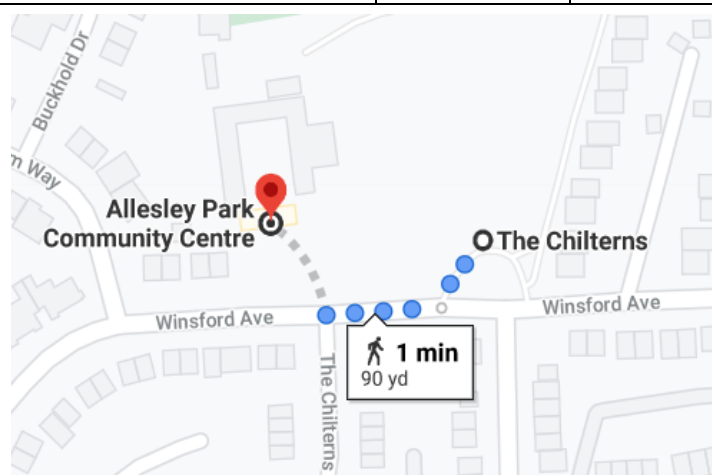 Buckhold Dr
m Way
Allesley Park
Community Centre
The Chilterns
Winsford Ave
Winsford Ave
1 min
90 yd
The Chilterns